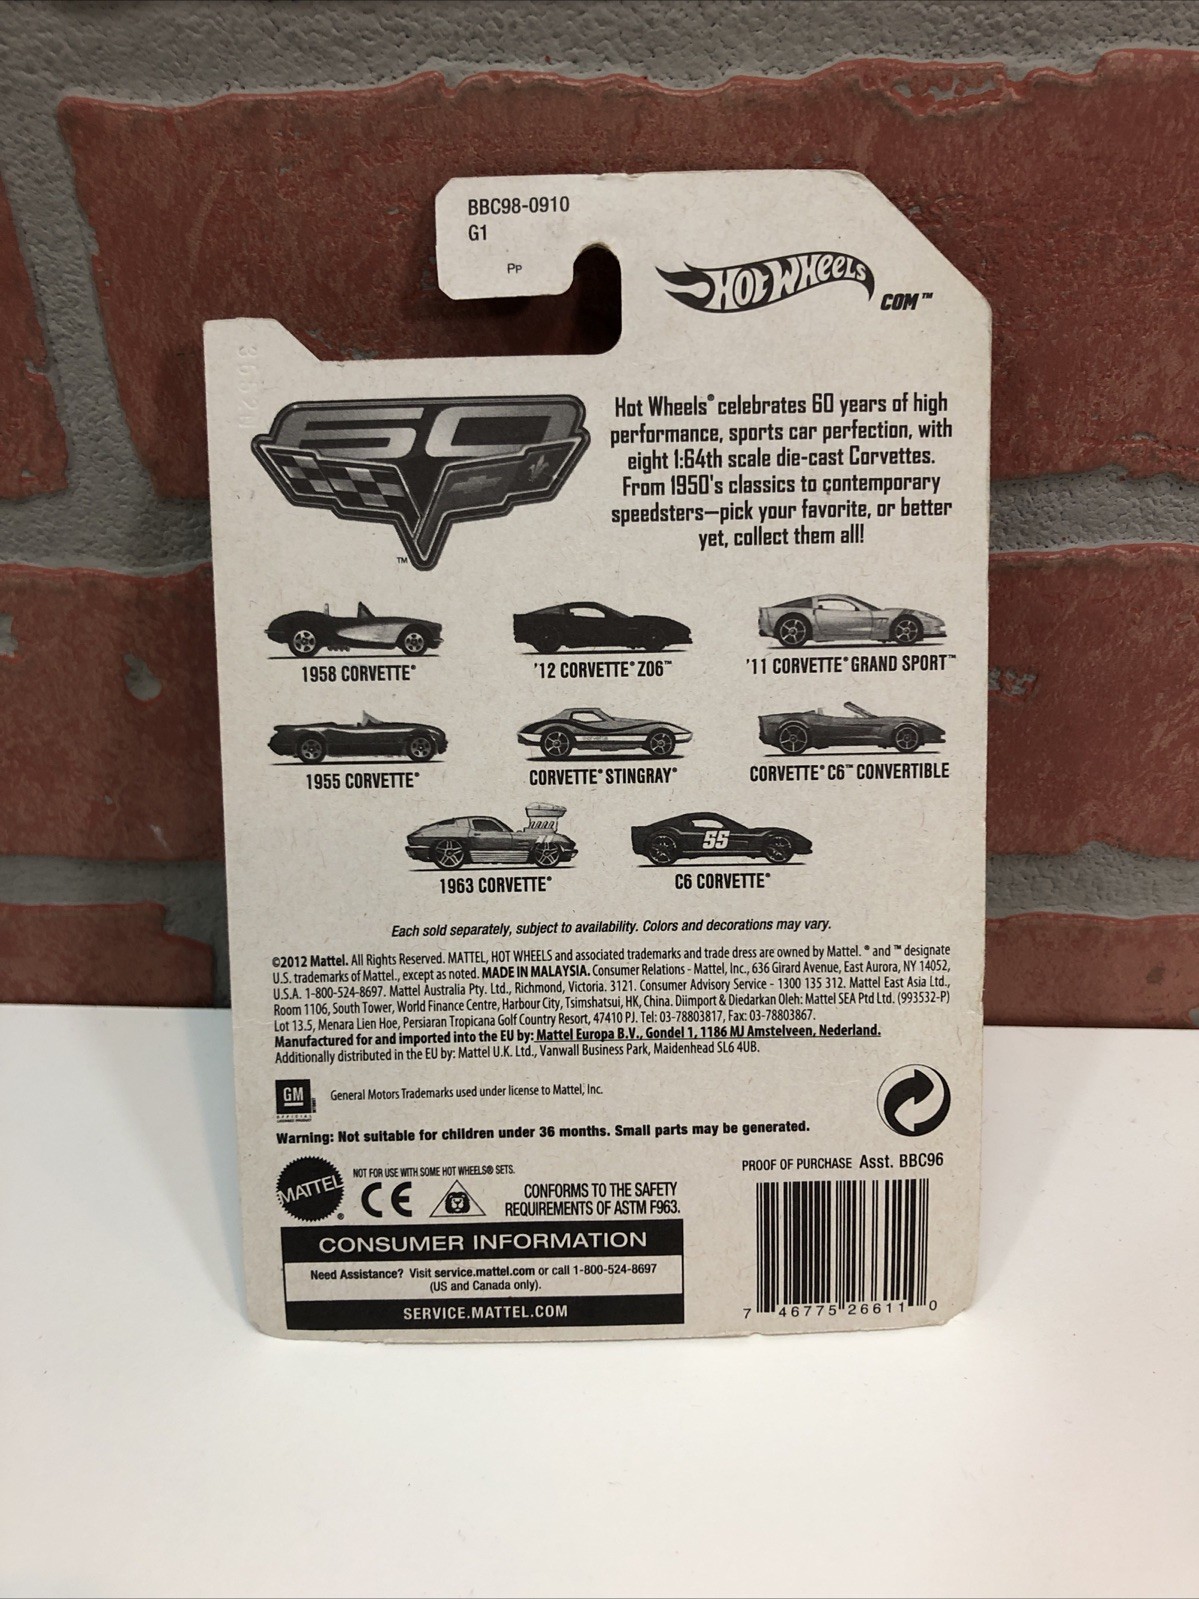 BBC98-0910
G1
Pp
HOT WHEELS
COM™
60
™
Hot Wheels® celebrates 60 years of high
performance, sports car perfection, with
eight 1:64th scale die-cast Corvettes.
From 1950's classics to contemporary
speedsters—pick your favorite, or better
yet, collect them all!
1958 CORVETTE®
'12 CORVETTE® Z06™
'11 CORVETTE® GRAND SPORT™
1955 CORVETTE®
CORVETTE® STINGRAY®
CORVETTE® C6™ CONVERTIBLE
55
1963 CORVETTE®
C6 CORVETTE®
Each sold separately, subject to availability. Colors and decorations may vary.
©2012 Mattel. All Rights Reserved. MATTEL, HOT WHEELS and associated trademarks and trade dress are owned by Mattel. ® and ™ designate
U.S. trademarks of Mattel., except as noted. MADE IN MALAYSIA. Consumer Relations - Mattel, Inc., 636 Girard Avenue, East Aurora, NY 14052,
U.S.A. 1-800-524-8697. Mattel Australia Pty. Ltd., Richmond, Victoria. 3121. Consumer Advisory Service - 1300 135 312. Mattel East Asia Ltd.,
Room 1106, South Tower, World Finance Centre, Harbour City, Tsimshatsui, HK, China. Diimport & Diedarkan Oleh: Mattel SEA Ptd Ltd. (993532-P)
Lot 13.5, Menara Lien Hoe, Persiaran Tropicana Golf Country Resort, 47410 PJ. Tel: 03-78803817, Fax: 03-78803867.
Manufactured for and imported into the EU by: Mattel Europa B.V., Gondel 1, 1186 MJ Amstelveen, Nederland.
Additionally distributed in the EU by: Mattel U.K. Ltd., Vanwall Business Park, Maidenhead SL6 4UB.
GM
OFFICIAL
General Motors Trademarks used under license to Mattel, Inc.
Warning: Not suitable for children under 36 months. Small parts may be generated.
MATTEL®
NOT FOR USE WITH SOME HOT WHEELS® SETS.
CE
CONFORMS TO THE SAFETY
REQUIREMENTS OF ASTM F963.
PROOF OF PURCHASE Asst. BBC96
CONSUMER INFORMATION
Need Assistance? Visit service.mattel.com or call 1-800-524-8697
(US and Canada only).
SERVICE.MATTEL.COM
7 46775 26611 0